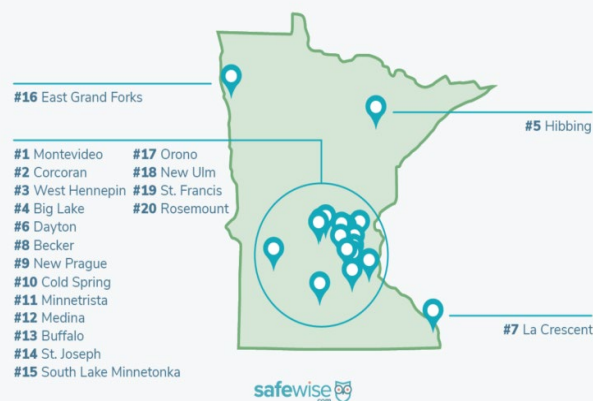 #16 East Grand Forks
#5 Hibbing
#1 Montevideo
#2 Corcoran
#3 West Hennepin
#4 Big Lake
#6 Dayton
#8 Becker
#9 New Prague
#10 Cold Spring
#11 Minnetrista
#12 Medina
#13 Buffalo
#14 St. Joseph
#15 South Lake Minnetonka
#17 Orono
#18 New Ulm
#19 St. Francis
#20 Rosemount
#7 La Crescent
safewise
.com